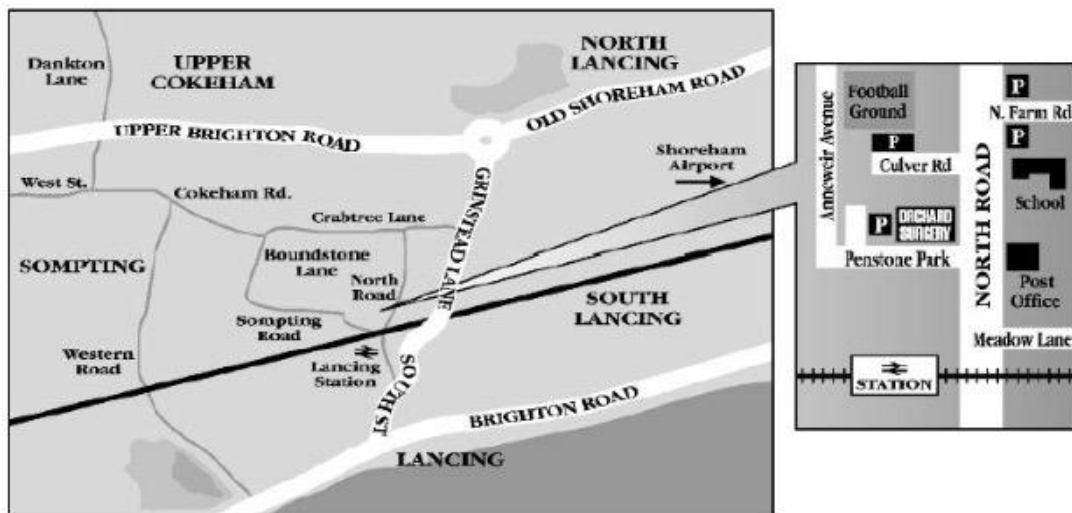 Dankton
Lane
UPPER
COKEHAM
NORTH
LANCING
OLD SHOREHAM ROAD
UPPER BRIGHTON ROAD
Shoreham
Airport
West St.
Cokeham Rd.
GRINSTEAD LANE
Crabtree Lane
SOMPTING
Boundstone
Lane
North
Road
SOUTH
LANCING
Sompting
Road
Western
Road
Lancing
Station
SOUTH ST
BRIGHTON ROAD
LANCING
Anneweir Avenue
Football
Ground
P
N. Farm Rd
P
P
Culver Rd
NORTH ROAD
School
P
ORCHARD
SURGERY
Penstone Park
Post
Office
Meadow Lane
STATION